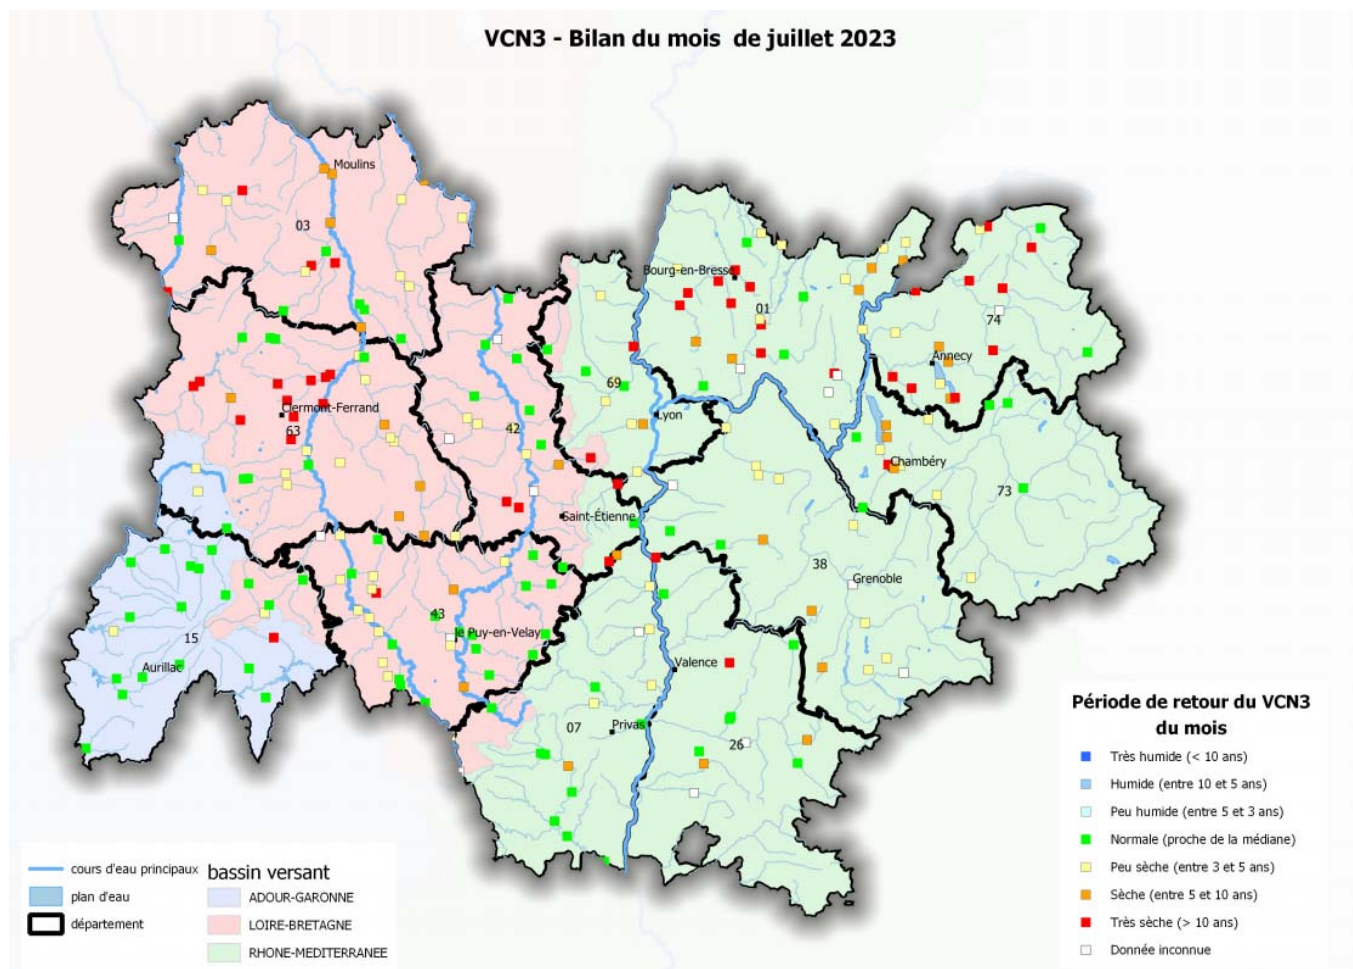 VCN3 - Bilan du mois de juillet 2023
Moulins
03
Bourg-en-Bresse
01
74
Annecy
69
Clermont-Ferrand
63
42
Lyon
Chambéry
73
Saint-Étienne
38
Grenoble
43
le Puy-en-Velay
15
Aurillac
Valence
07
Privas
26
Période de retour du VCN3
du mois
Très humide (< 10 ans)
Humide (entre 10 et 5 ans)
Peu humide (entre 5 et 3 ans)
Normale (proche de la médiane)
Peu sèche (entre 3 et 5 ans)
Sèche (entre 5 et 10 ans)
Très sèche (> 10 ans)
Donnée inconnue
cours d'eau principaux
plan d'eau
département
bassin versant
ADOUR-GARONNE
LOIRE-BRETAGNE
RHONE-MEDITERRANEE